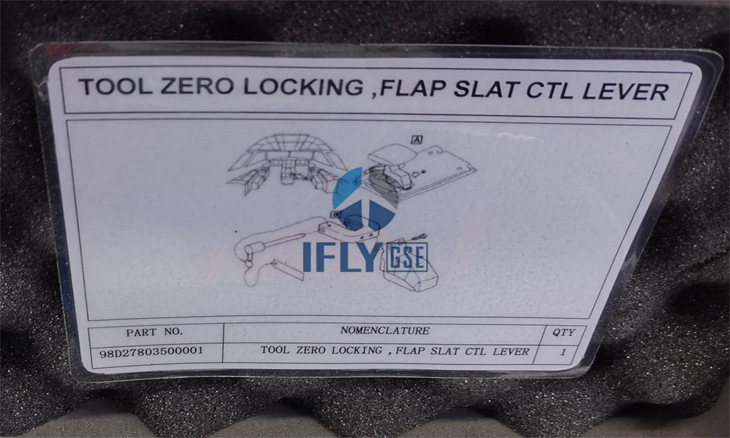 TOOL ZERO LOCKING ,FLAP SLAT CTL LEVER
A
IFLY GSE
PART NO. NOMENCLATURE QTY
98D27803500001 TOOL ZERO LOCKING ,FLAP SLAT CTL LEVER 1